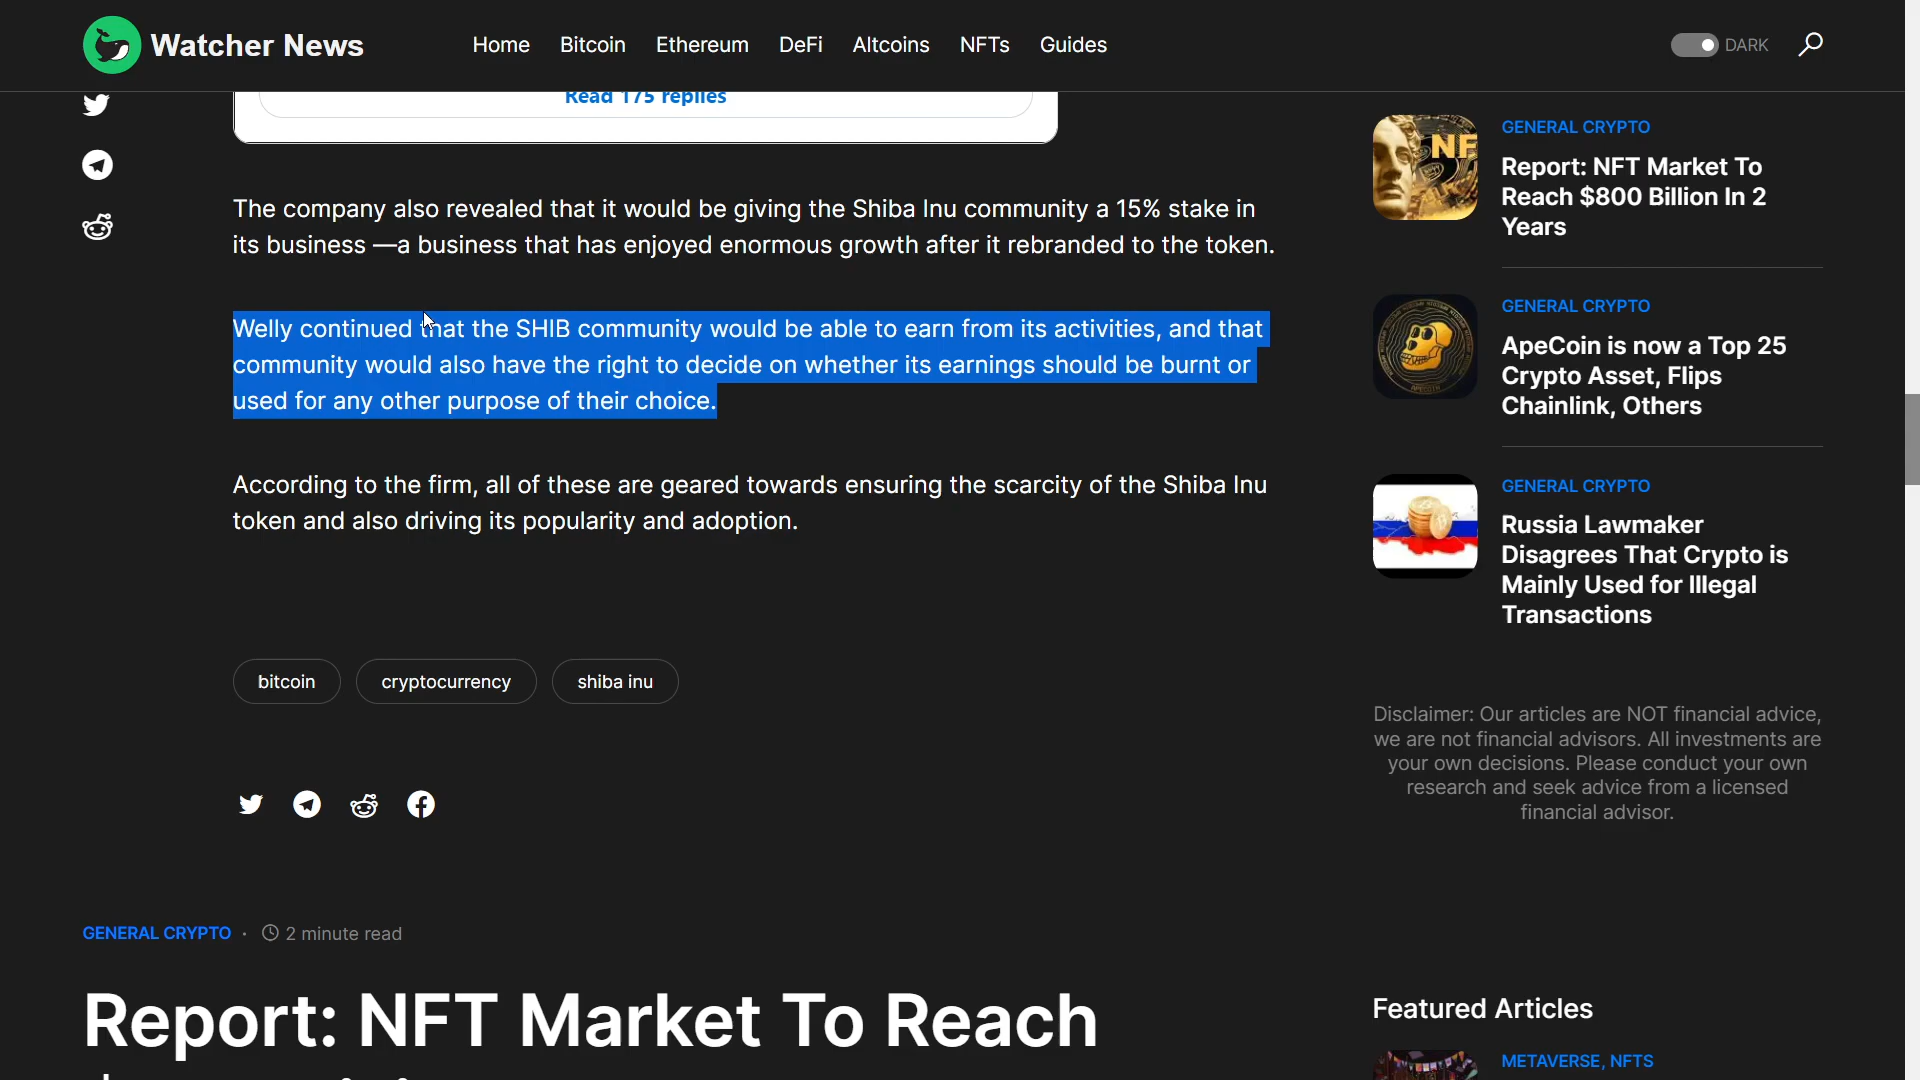 Watcher News
Home Bitcoin Ethereum DeFi Altcoins NFTs Guides
DARK
Read 175 replies
The company also revealed that it would be giving the Shiba Inu community a 15% stake in
its business —a business that has enjoyed enormous growth after it rebranded to the token.
Welly continued that the SHIB community would be able to earn from its activities, and that
community would also have the right to decide on whether its earnings should be burnt or
used for any other purpose of their choice.
According to the firm, all of these are geared towards ensuring the scarcity of the Shiba Inu
token and also driving its popularity and adoption.
bitcoin
cryptocurrency
shiba inu
GENERAL CRYPTO
NF
Report: NFT Market To
Reach $800 Billion In 2
Years
GENERAL CRYPTO
ApeCoin is now a Top 25
Crypto Asset, Flips
Chainlink, Others
GENERAL CRYPTO
Russia Lawmaker
Disagrees That Crypto is
Mainly Used for Illegal
Transactions
Disclaimer: Our articles are NOT financial advice,
we are not financial advisors. All investments are
your own decisions. Please conduct your own
research and seek advice from a licensed
financial advisor.
GENERAL CRYPTO · 2 minute read
Report: NFT Market To Reach
Featured Articles
METAVERSE, NFTS